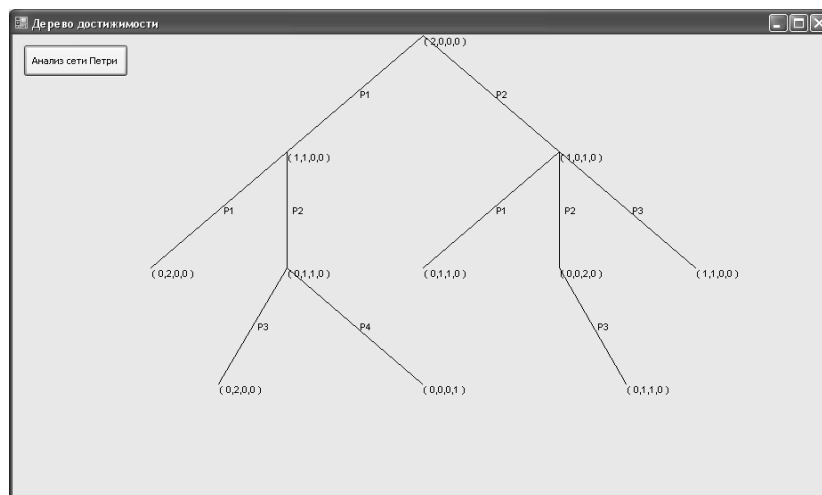 Дерево достижимости
Анализ сети Петри
( 2,0,0,0 )
P1
P2
( 1,1,0,0 )
( 1,0,1,0 )
P1
P2
P1
P2
P3
( 0,2,0,0 )
( 0,1,1,0 )
( 0,1,1,0 )
( 0,0,2,0 )
( 1,1,0,0 )
P3
P4
P3
( 0,2,0,0 )
( 0,0,0,1 )
( 0,1,1,0 )